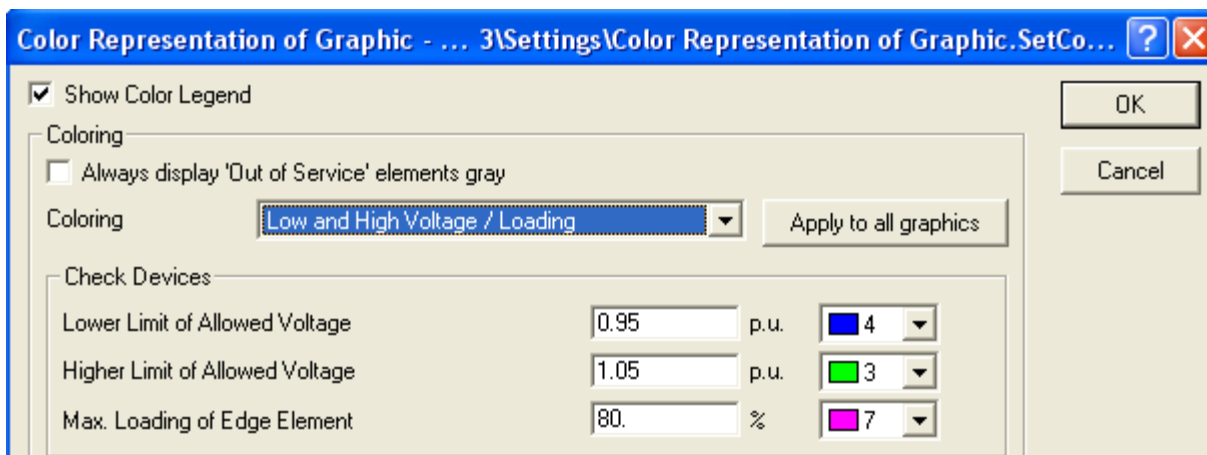 Color Representation of Graphic - ... 3\Settings\Color Representation of Graphic.SetCo... ?
Show Color Legend
OK
Coloring
Always display 'Out of Service' elements gray
Cancel
Coloring Low and High Voltage / Loading Apply to all graphics
Check Devices
Lower Limit of Allowed Voltage 0.95 p.u. 4
Higher Limit of Allowed Voltage 1.05 p.u. 3
Max. Loading of Edge Element 80. % 7